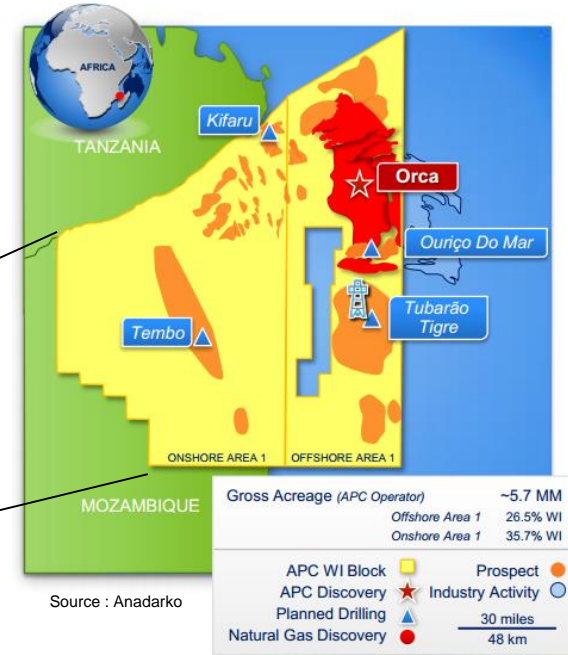 AFRICA
TANZANIA
Kifaru
Orca
Ouriço Do Mar
Tubarão
Tigre
Tembo
ONSHORE AREA 1
OFFSHORE AREA 1
MOZAMBIQUE
Source : Anadarko
Gross Acreage (APC Operator) ~5.7 MM
Offshore Area 1 26.5% WI
Onshore Area 1 35.7% WI
APC WI Block
Prospect
APC Discovery
Industry Activity
Planned Drilling
30 miles
Natural Gas Discovery
48 km